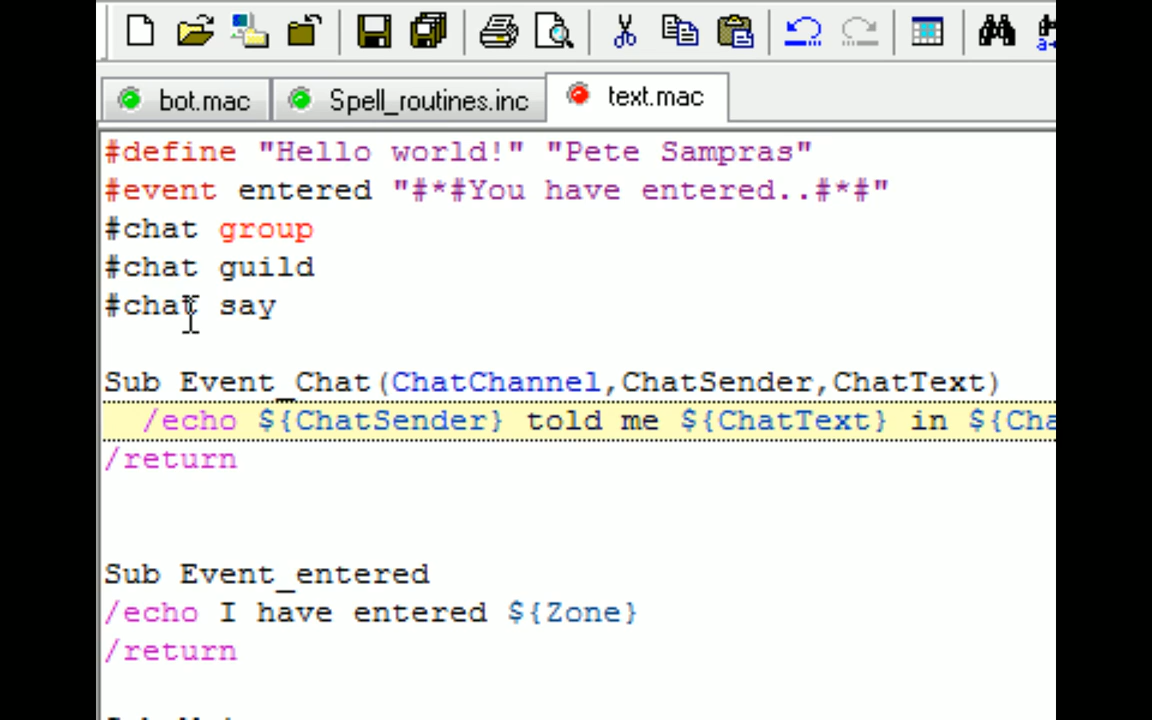 bot.mac Spell_routines.inc text.mac
#define "Hello world!" "Pete Sampras"
#event entered "#*#You have entered..#*#"
#chat group
#chat guild
#chat say
Sub Event_Chat(ChatChannel,ChatSender,ChatText)
/echo ${ChatSender} told me ${ChatText} in ${Cha
/return
Sub Event_entered
/echo I have entered ${Zone}
/return